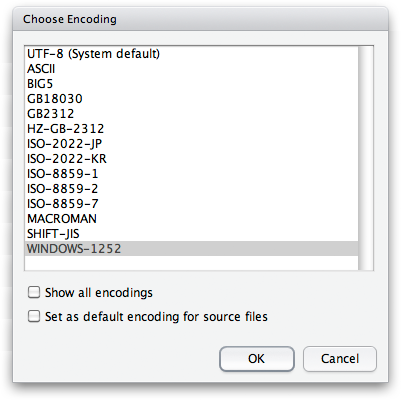 Choose Encoding
UTF-8 (System default)
ASCII
BIG5
GB18030
GB2312
HZ-GB-2312
ISO-2022-JP
ISO-2022-KR
ISO-8859-1
ISO-8859-2
ISO-8859-7
MACROMAN
SHIFT-JIS
WINDOWS-1252
Show all encodings
Set as default encoding for source files
OK
Cancel